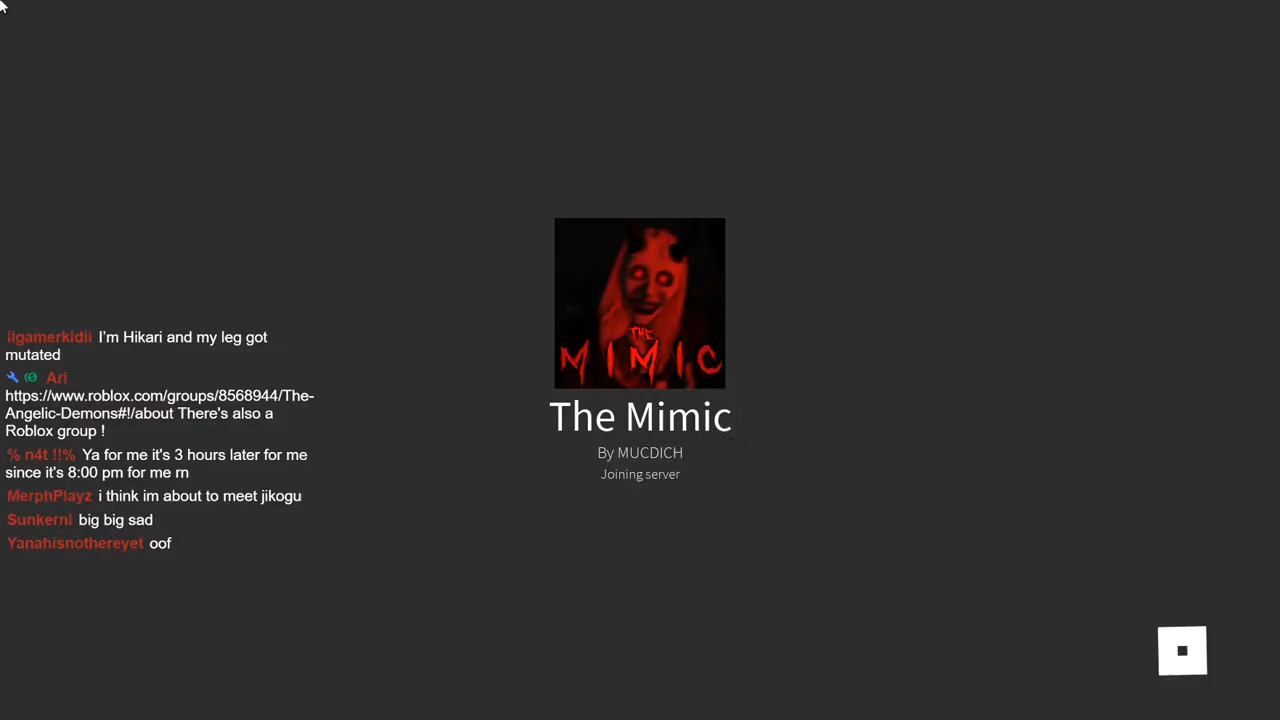 THE
MIMIC
The Mimic
By MUCDICH
Joining server
iigamerkidii I'm Hikari and my leg got
mutated
Ari
https://www.roblox.com/groups/8568944/The-
Angelic-Demons#!/about There's also a
Roblox group !
% n4t !!% Ya for me it's 3 hours later for me
since it's 8:00 pm for me rn
MerphPlayz i think im about to meet jikogu
Sunkernl big big sad
Yanahisnothereyet oof